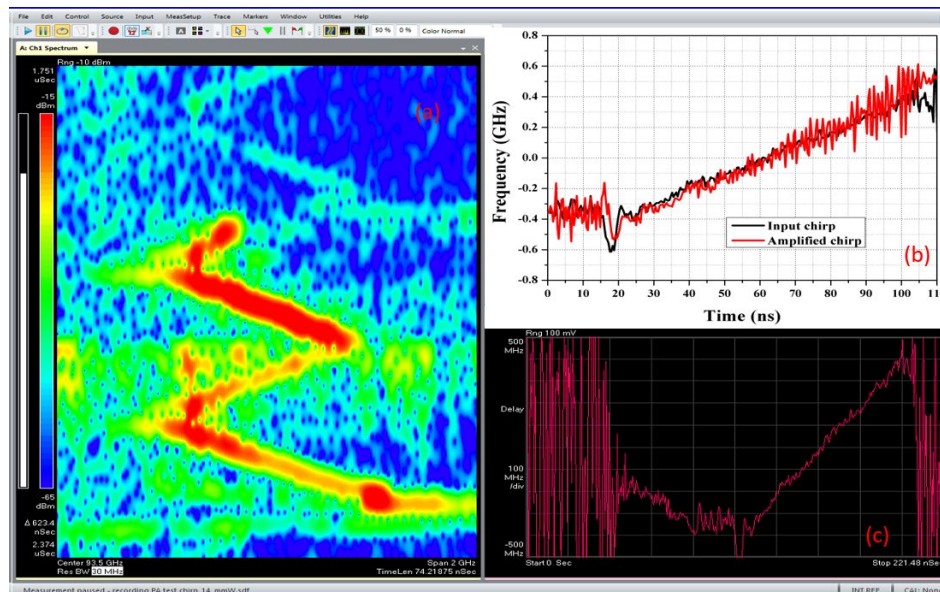 File Edit Control Source Input MeasSetup Trace Markers Window Utilities Help
50 % 0 % Color Normal
A: Ch1 Spectrum
Rng -10 dBm
1.751
uSec
-15
dBm
(a)
-65
dBm
Δ 623.4
nSec
2.374
uSec
Center 93.5 GHz
Span 2 GHz
Res BW 30 MHz
TimeLen 74.21875 nSec
0.8
0.6
0.4
0.2
0.0
-0.2
-0.4
-0.6
0.8
Frequency (GHz)
Input chirp
Amplified chirp
(b)
0 10 20 30 40 50 60 70 80 90 100 11
Time (ns)
Rng 100 mV
500
MHz
Delay
100
MHz
/div
-500
MHz
(c)
Start 0 Sec
Stop 221.48 nSec
Measurement paused - recording PA test chirp 14 mmW.sdf
INT REF
CAL: None